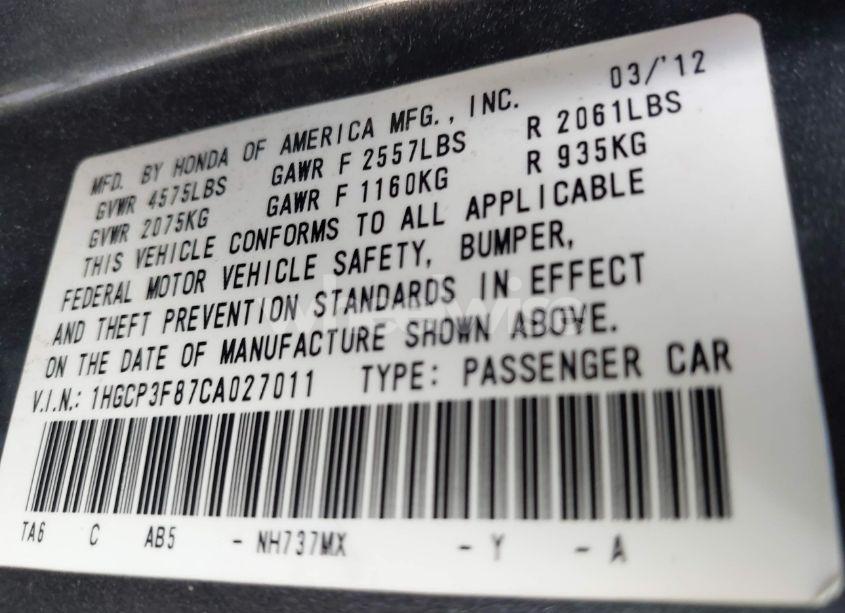 03/'12
MFD. BY HONDA OF AMERICA MFG., INC.
GVWR 4575LBS GAWR F 2557LBS R 2061LBS
GVWR 2075KG GAWR F 1160KG R 935KG
THIS VEHICLE CONFORMS TO ALL APPLICABLE
FEDERAL MOTOR VEHICLE SAFETY, BUMPER,
AND THEFT PREVENTION STANDARDS IN EFFECT
ON THE DATE OF MANUFACTURE SHOWN ABOVE.
V.I.N.: 1HGCP3F87CA027011 TYPE: PASSENGER CAR
TA6 C AB5 - NH737MX - Y - A